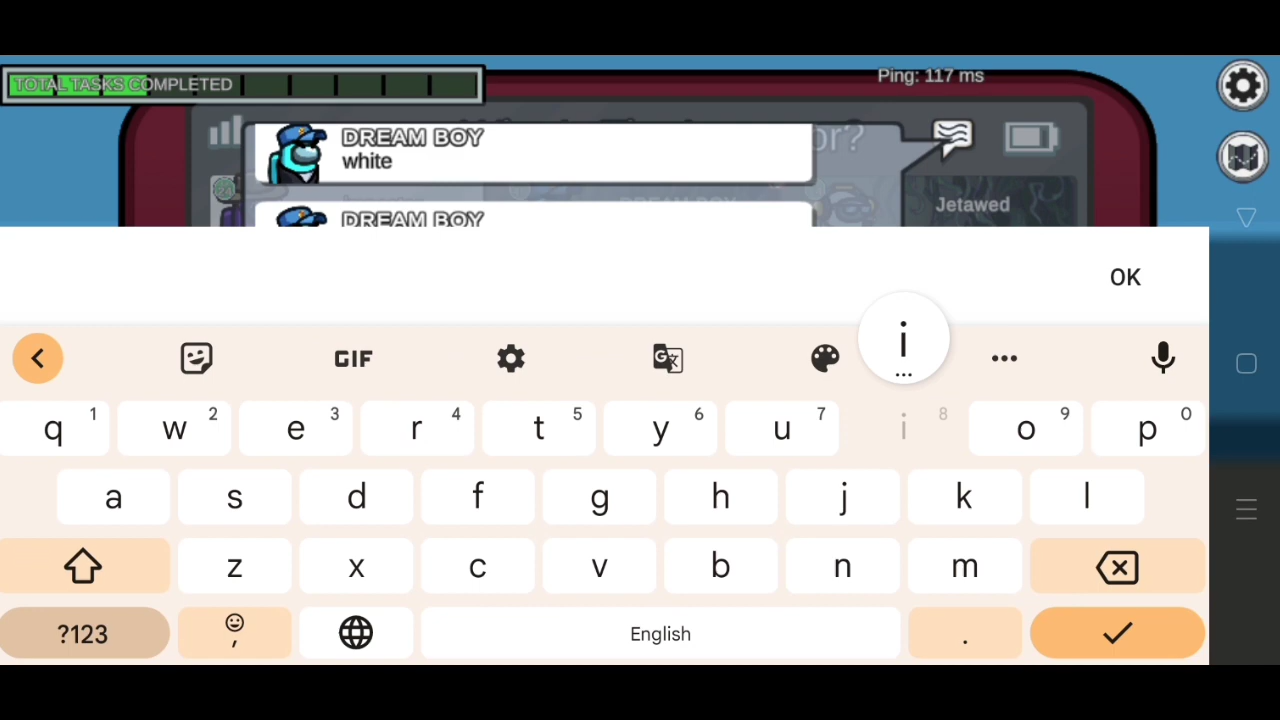 TOTAL TASKS COMPLETED
Ping: 117 ms
or?
DREAM BOY
white
Jetawed
DREAM BOY
OK
i
...
GIF
q 1 w 2 e 3 r 4 t 5 y 6 u 7 i 8 o 9 p 0
a s d f g h j k l
z x c v b n m
?123 , English .